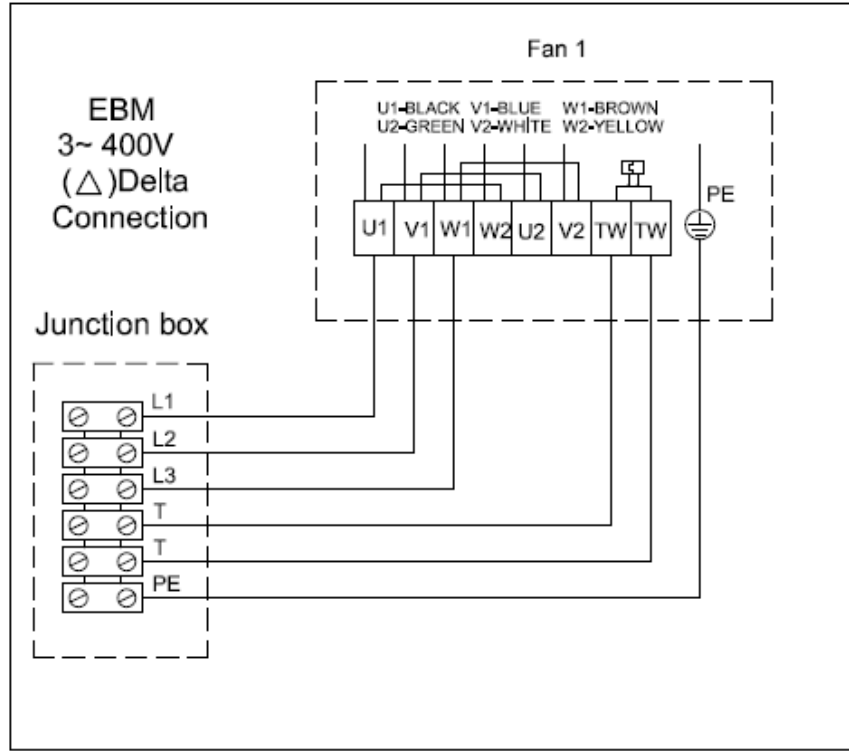 Fan 1
EBM
3~ 400V
(△)Delta
Connection
U1-BLACK V1-BLUE W1-BROWN
U2-GREEN V2-WHITE W2-YELLOW
PE
U1 V1 W1 W2 U2 V2 TW TW
Junction box
L1
L2
L3
T
T
PE